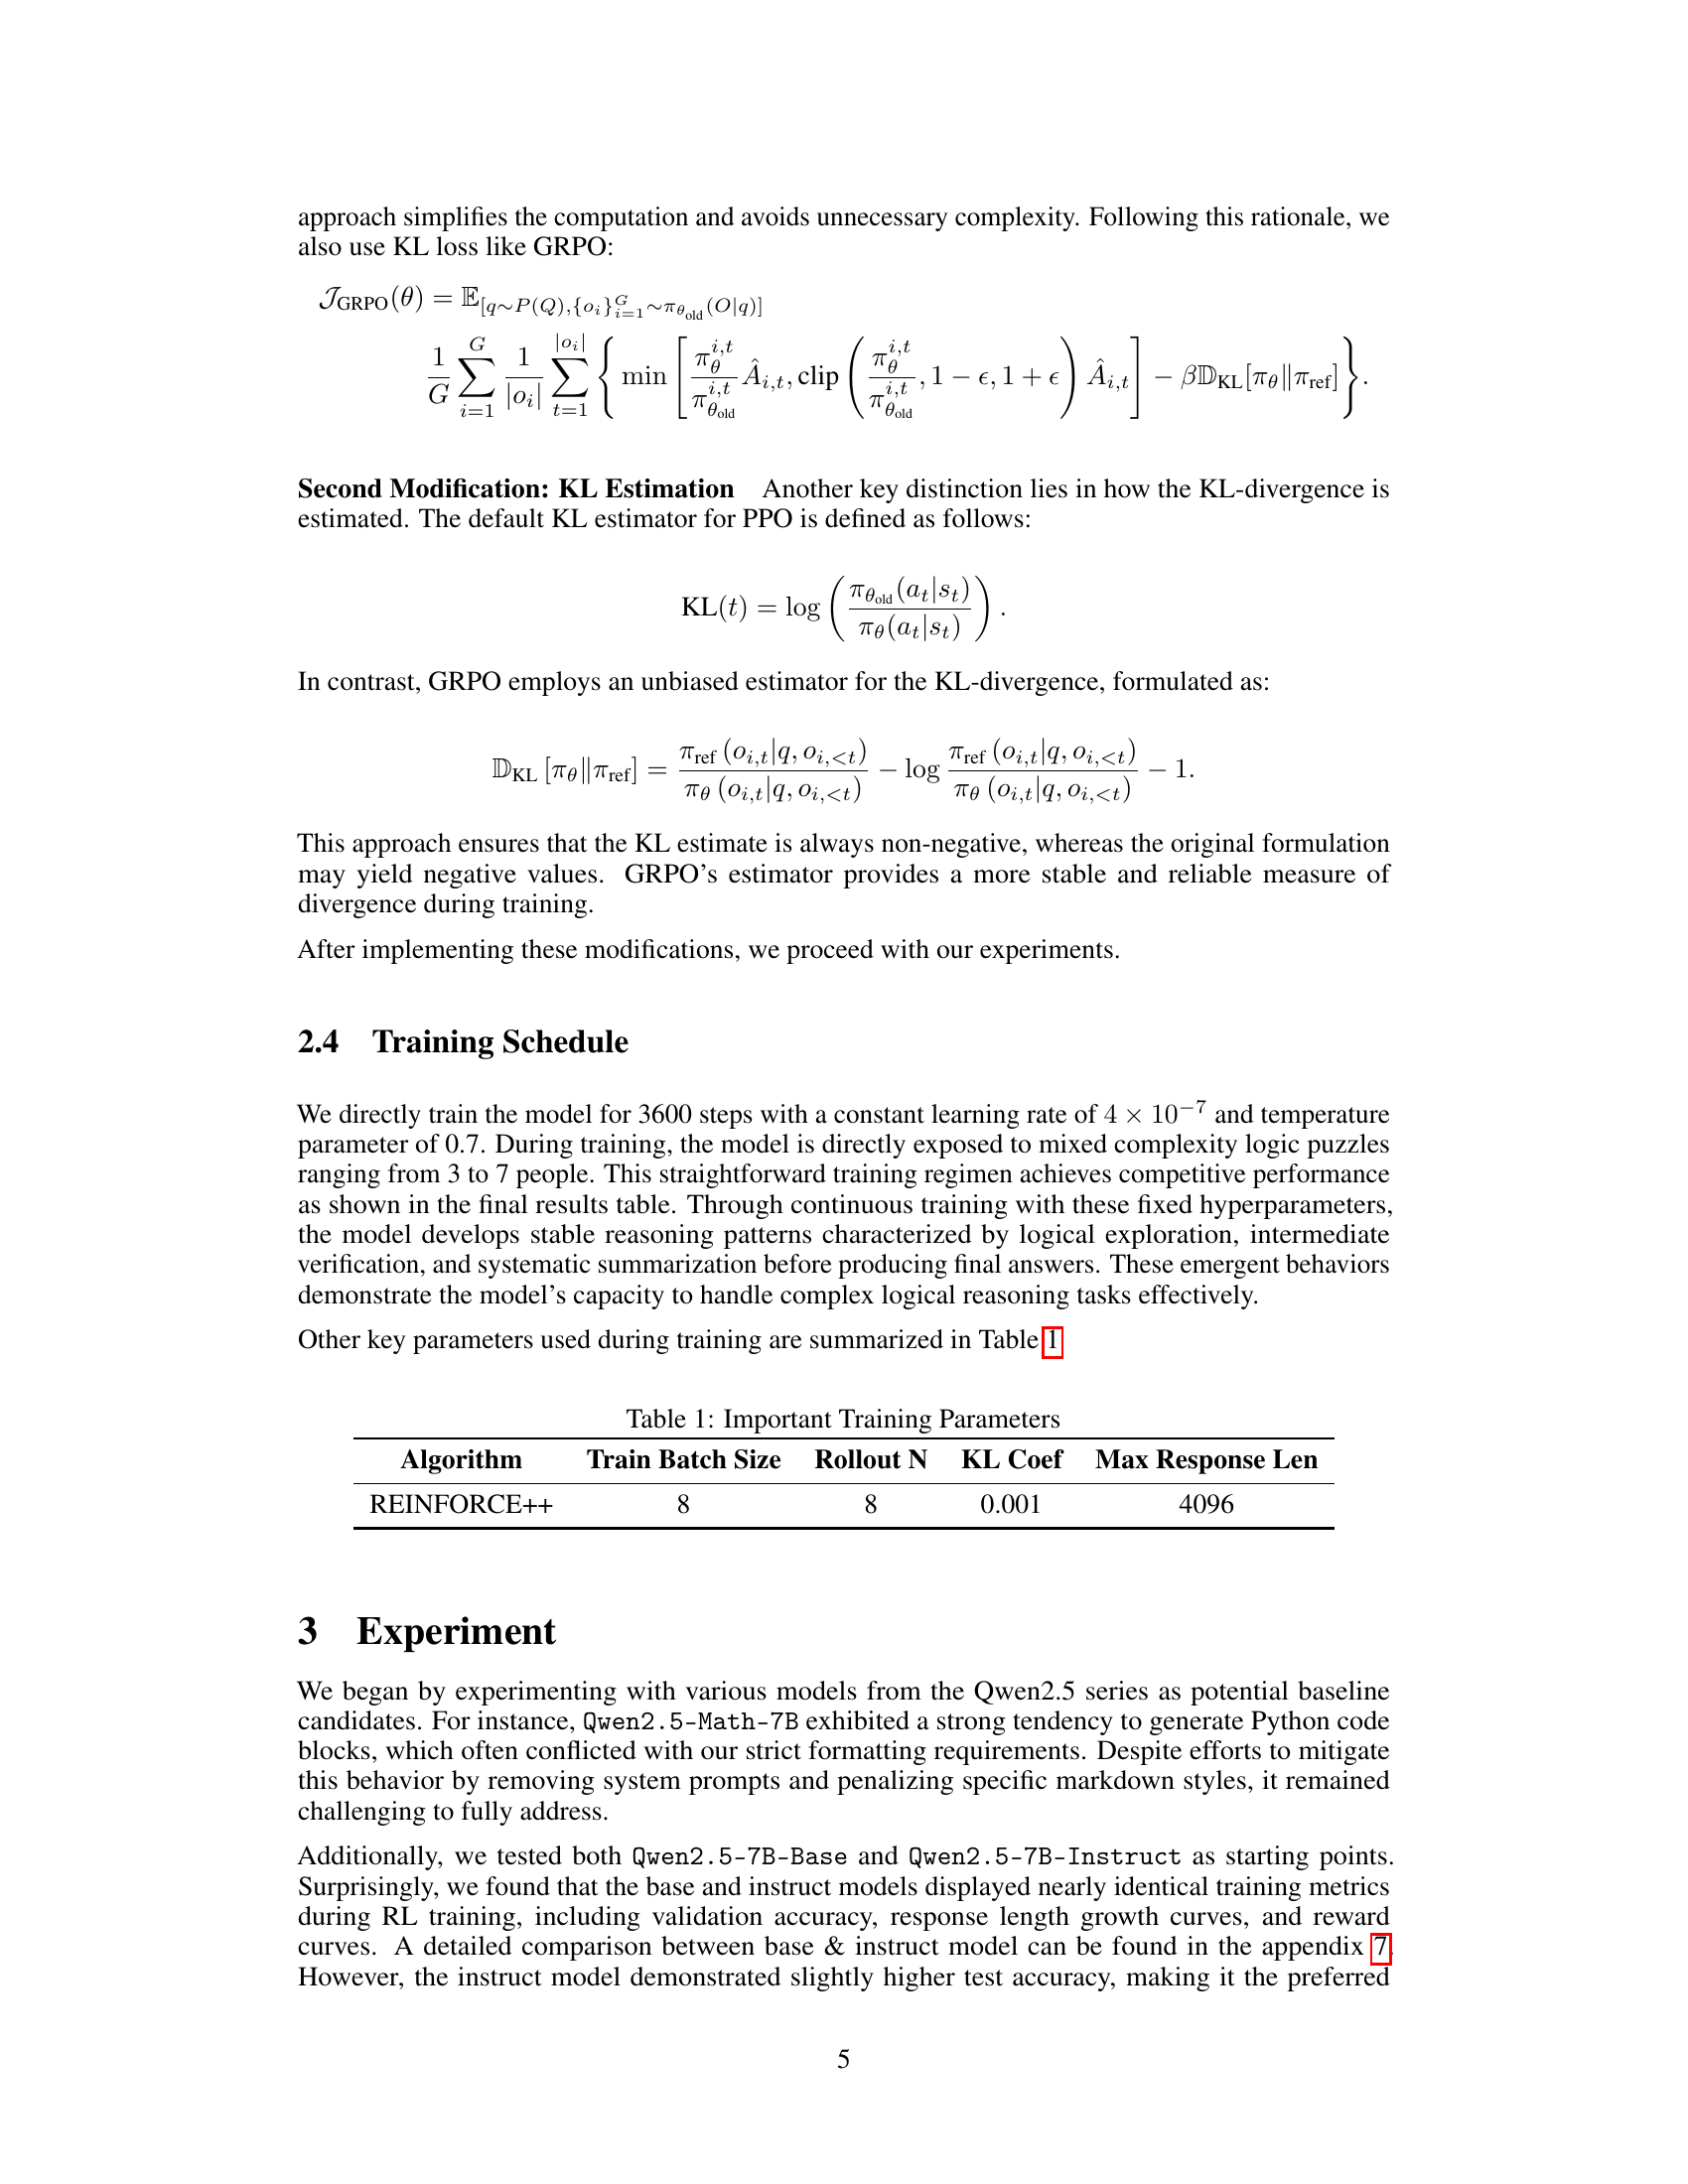 approach simplifies the computation and avoids unnecessary complexity. Following this rationale, we
also use KL loss like GRPO:
$\mathcal{J}_{\text{GRPO}}(\theta) = \mathbb{E}_{[q \sim P(Q), \{o_i\}_{i=1}^{G} \sim \pi_{\theta_{\text{old}}}(O|q)]}$
$\frac{1}{G} \sum_{i=1}^{G} \frac{1}{|o_i|} \sum_{t=1}^{|o_i|} \left\{ \min \left[ \frac{\pi_\theta^{i,t}}{\pi_{\theta_{\text{old}}}^{i,t}} \hat{A}_{i,t}, \text{clip} \left( \frac{\pi_\theta^{i,t}}{\pi_{\theta_{\text{old}}}^{i,t}}, 1 - \epsilon, 1 + \epsilon \right) \hat{A}_{i,t} \right] - \beta \mathbb{D}_{\text{KL}}[\pi_\theta \| \pi_{\text{ref}}] \right\}.$
Second Modification: KL Estimation Another key distinction lies in how the KL-divergence is
estimated. The default KL estimator for PPO is defined as follows:
$\text{KL}(t) = \log \left( \frac{\pi_{\theta_{\text{old}}}(a_t|s_t)}{\pi_\theta(a_t|s_t)} \right).$
In contrast, GRPO employs an unbiased estimator for the KL-divergence, formulated as:
$\mathbb{D}_{\text{KL}} [\pi_\theta \| \pi_{\text{ref}}] = \frac{\pi_{\text{ref}} (o_{i,t}|q, o_{i,<t})}{\pi_\theta (o_{i,t}|q, o_{i,<t})} - \log \frac{\pi_{\text{ref}} (o_{i,t}|q, o_{i,<t})}{\pi_\theta (o_{i,t}|q, o_{i,<t})} - 1.$
This approach ensures that the KL estimate is always non-negative, whereas the original formulation
may yield negative values. GRPO's estimator provides a more stable and reliable measure of
divergence during training.
After implementing these modifications, we proceed with our experiments.
2.4 Training Schedule
We directly train the model for 3600 steps with a constant learning rate of $4 \times 10^{-7}$ and temperature
parameter of 0.7. During training, the model is directly exposed to mixed complexity logic puzzles
ranging from 3 to 7 people. This straightforward training regimen achieves competitive performance
as shown in the final results table. Through continuous training with these fixed hyperparameters,
the model develops stable reasoning patterns characterized by logical exploration, intermediate
verification, and systematic summarization before producing final answers. These emergent behaviors
demonstrate the model's capacity to handle complex logical reasoning tasks effectively.
Other key parameters used during training are summarized in Table 1
Table 1: Important Training Parameters
Algorithm Train Batch Size Rollout N KL Coef Max Response Len
REINFORCE++ 8 8 0.001 4096
3 Experiment
We began by experimenting with various models from the Qwen2.5 series as potential baseline
candidates. For instance, Qwen2.5-Math-7B exhibited a strong tendency to generate Python code
blocks, which often conflicted with our strict formatting requirements. Despite efforts to mitigate
this behavior by removing system prompts and penalizing specific markdown styles, it remained
challenging to fully address.
Additionally, we tested both Qwen2.5-7B-Base and Qwen2.5-7B-Instruct as starting points.
Surprisingly, we found that the base and instruct models displayed nearly identical training metrics
during RL training, including validation accuracy, response length growth curves, and reward
curves. A detailed comparison between base & instruct model can be found in the appendix 7.
However, the instruct model demonstrated slightly higher test accuracy, making it the preferred
5